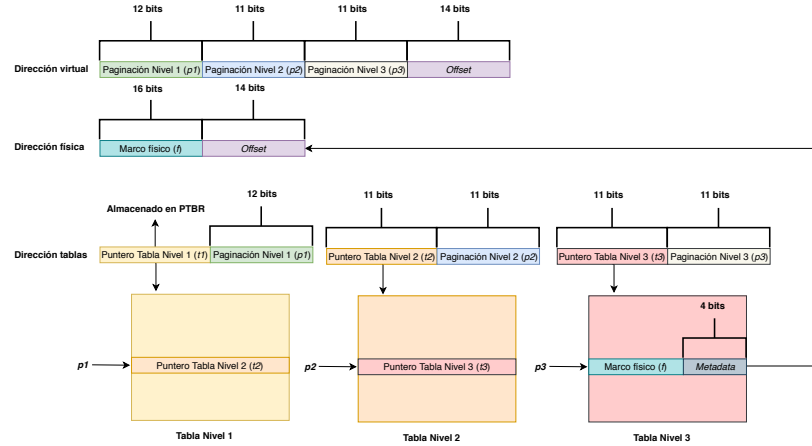 12 bits 11 bits 11 bits 14 bits
Dirección virtual Paginación Nivel 1 (p1) Paginación Nivel 2 (p2) Paginación Nivel 3 (p3) Offset
16 bits 14 bits
Dirección física Marco físico (f) Offset
12 bits 11 bits 11 bits 11 bits 11 bits
Almacenado en PTBR
Dirección tablas Puntero Tabla Nivel 1 (t1) Paginación Nivel 1 (p1) Puntero Tabla Nivel 2 (t2) Paginación Nivel 2 (p2) Puntero Tabla Nivel 3 (t3) Paginación Nivel 3 (p3)
4 bits
p1 Puntero Tabla Nivel 2 (t2) p2 Puntero Tabla Nivel 3 (t3) p3 Marco físico (f) Metadata
Tabla Nivel 1 Tabla Nivel 2 Tabla Nivel 3